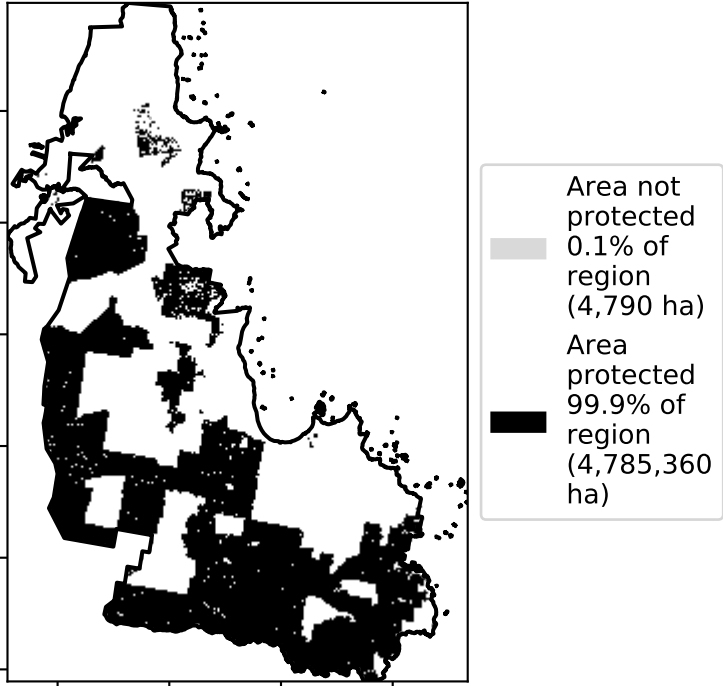 Area not
protected
0.1% of
region
(4,790 ha)
Area
protected
99.9% of
region
(4,785,360
ha)